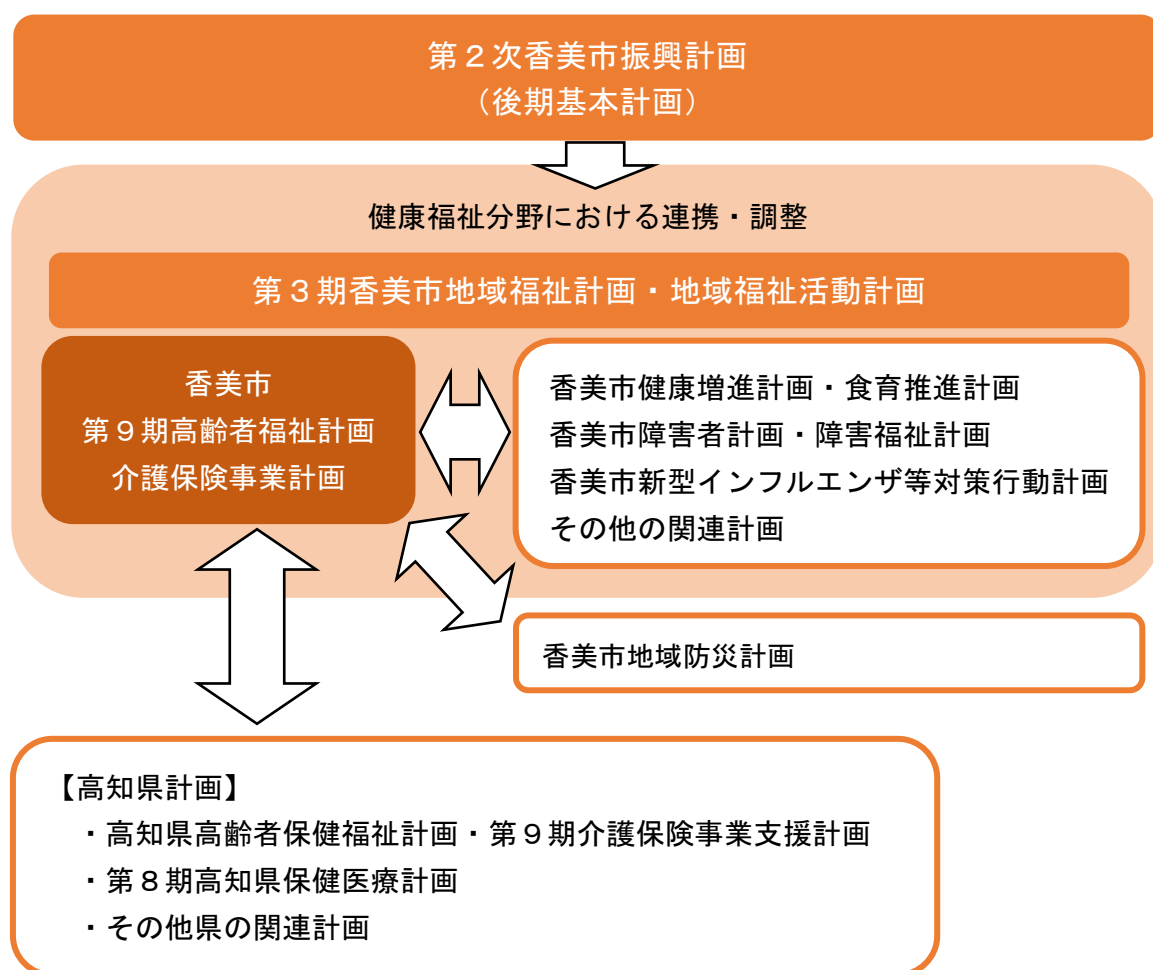 第２次香美市振興計画
（後期基本計画）
健康福祉分野における連携・調整
第３期香美市地域福祉計画・地域福祉活動計画
香美市
第９期高齢者福祉計画
介護保険事業計画
香美市健康増進計画・食育推進計画
香美市障害者計画・障害福祉計画
香美市新型インフルエンザ等対策行動計画
その他の関連計画
香美市地域防災計画
【高知県計画】
・高知県高齢者保健福祉計画・第９期介護保険事業支援計画
・第８期高知県保健医療計画
・その他県の関連計画